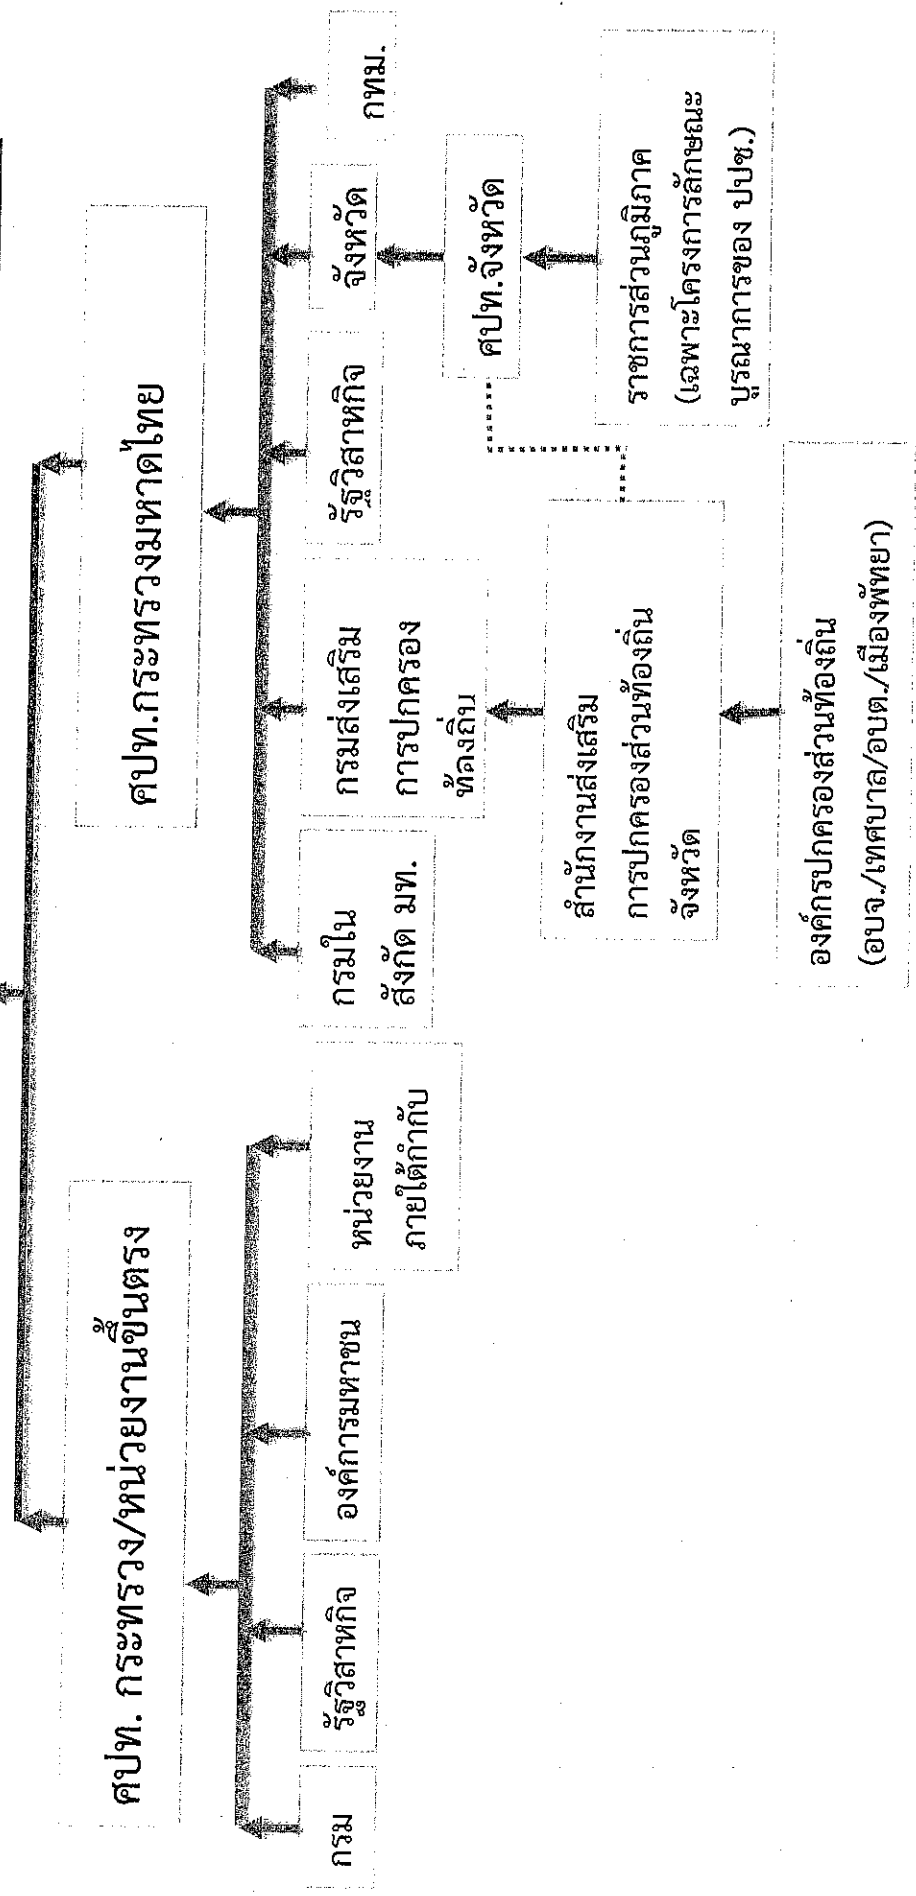 ศปท. กระทรวง/หน่วยงานขึ้นตรง
ศปท.กระทรวงมหาดไทย
กรม
รัฐวิสาหกิจ
องค์การมหาชน
หน่วยงาน
ภายใต้กำกับ
กรมใน
สังกัด มท.
กรมส่งเสริม
การปกครอง
ท้องถิ่น
รัฐวิสาหกิจ
จังหวัด
กทม.
สำนักงานส่งเสริม
การปกครองส่วนท้องถิ่น
จังหวัด
ศปท.จังหวัด
องค์กรปกครองส่วนท้องถิ่น
(อบจ./เทศบาล/อบต./เมืองพัทยา)
ราชการส่วนภูมิภาค
(เฉพาะโครงการลักษณะ
บูรณาการของ ปปช.)